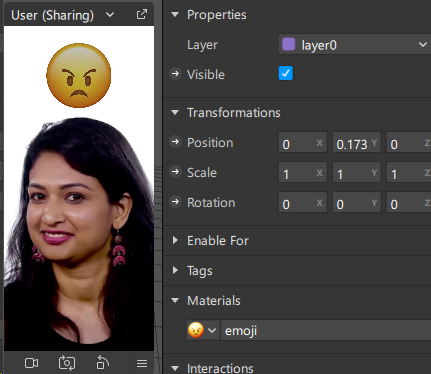 User (Sharing)
Properties
Layer layer0
Visible
Transformations
Position 0 X 0.173 Y 0 Z
Scale 1 X 1 Y 1 Z
Rotation 0 X 0 Y 0 Z
Enable For
Tags
Materials
emoji
Interactions